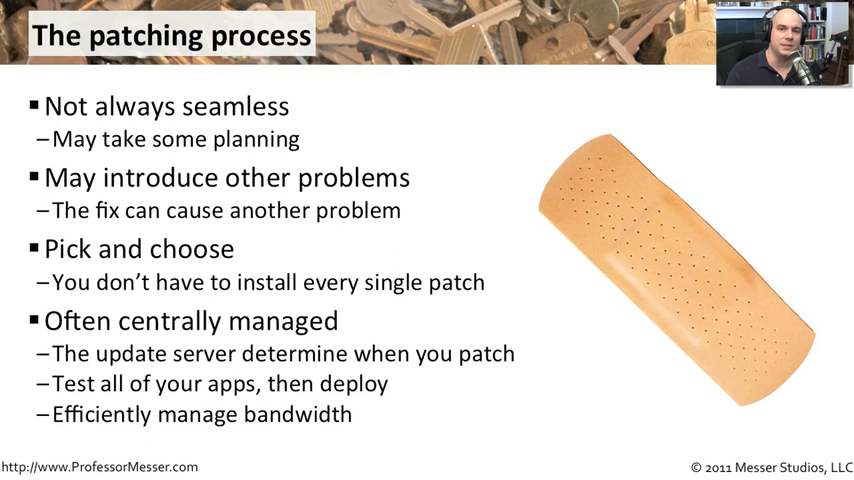 The patching process
▪Not always seamless
–May take some planning
▪May introduce other problems
–The fix can cause another problem
▪Pick and choose
–You don’t have to install every single patch
▪Often centrally managed
–The update server determine when you patch
–Test all of your apps, then deploy
–Efficiently manage bandwidth
http://www.ProfessorMesser.com
© 2011 Messer Studios, LLC